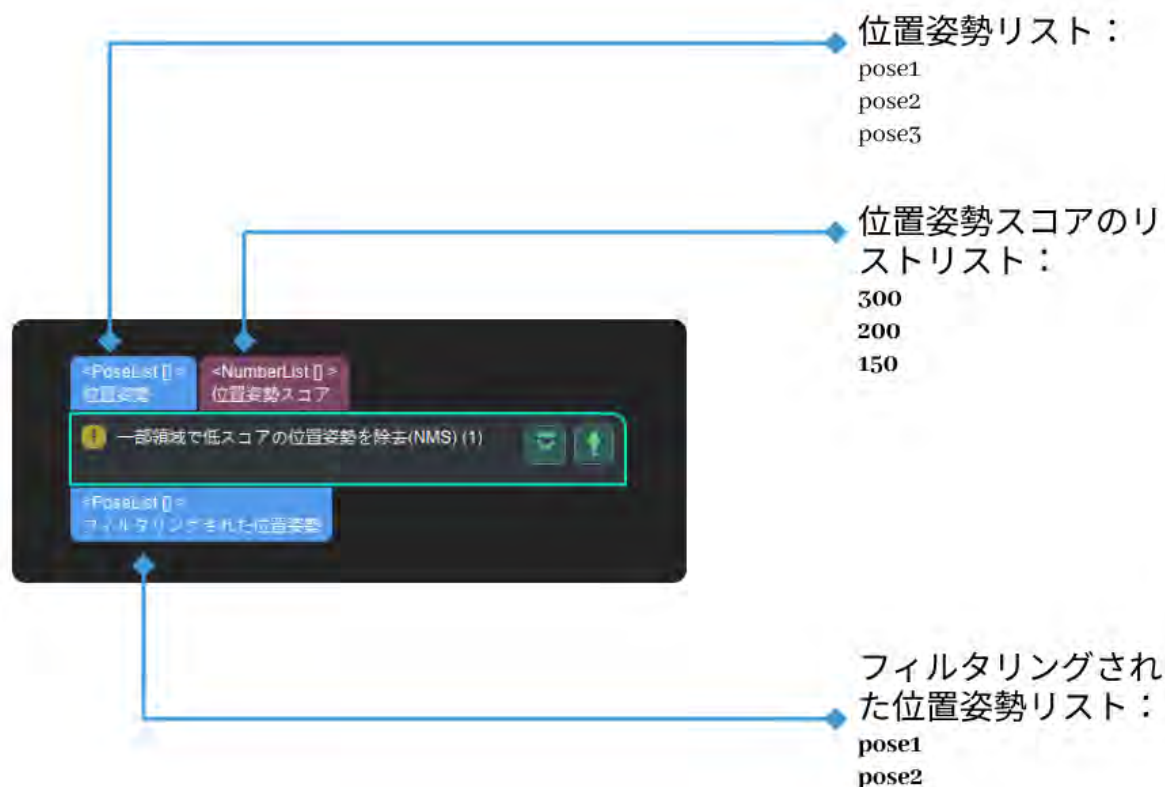 位置姿勢リスト：
pose1
pose2
pose3
位置姿勢スコアのリ
ストリスト：
300
200
150
<PoseList [] >
位置姿勢
<NumberList [] >
位置姿勢スコア
一部領域で低スコアの位置姿勢を除去(NMS) (1)
<PoseList [] >
フィルタリングされた位置姿勢
フィルタリングされ
た位置姿勢リスト：
pose1
pose2